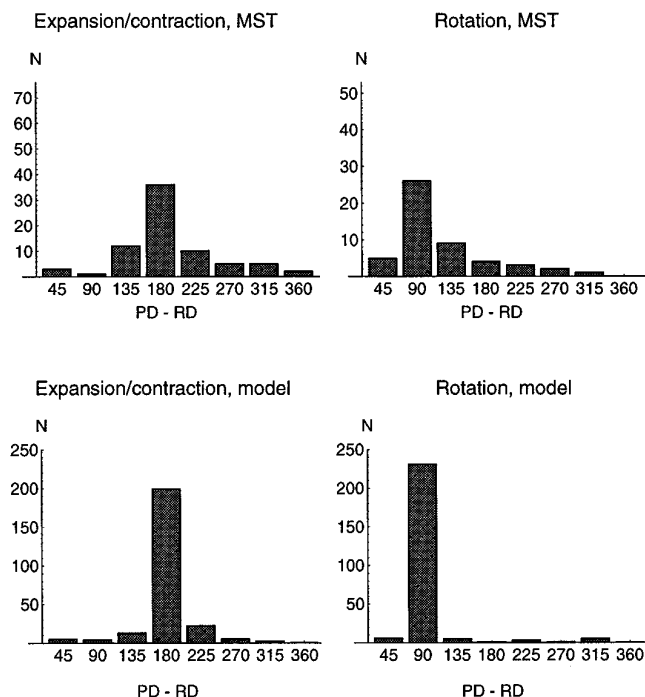 Expansion/contraction, MST
N
70
60
50
40
30
20
10
45 90 135 180 225 270 315 360
PD - RD
Rotation, MST
N
50
40
30
20
10
45 90 135 180 225 270 315 360
PD - RD
Expansion/contraction, model
N
250
200
150
100
50
45 90 135 180 225 270 315 360
PD - RD
Rotation, model
N
250
200
150
100
50
45 90 135 180 225 270 315 360
PD - RD